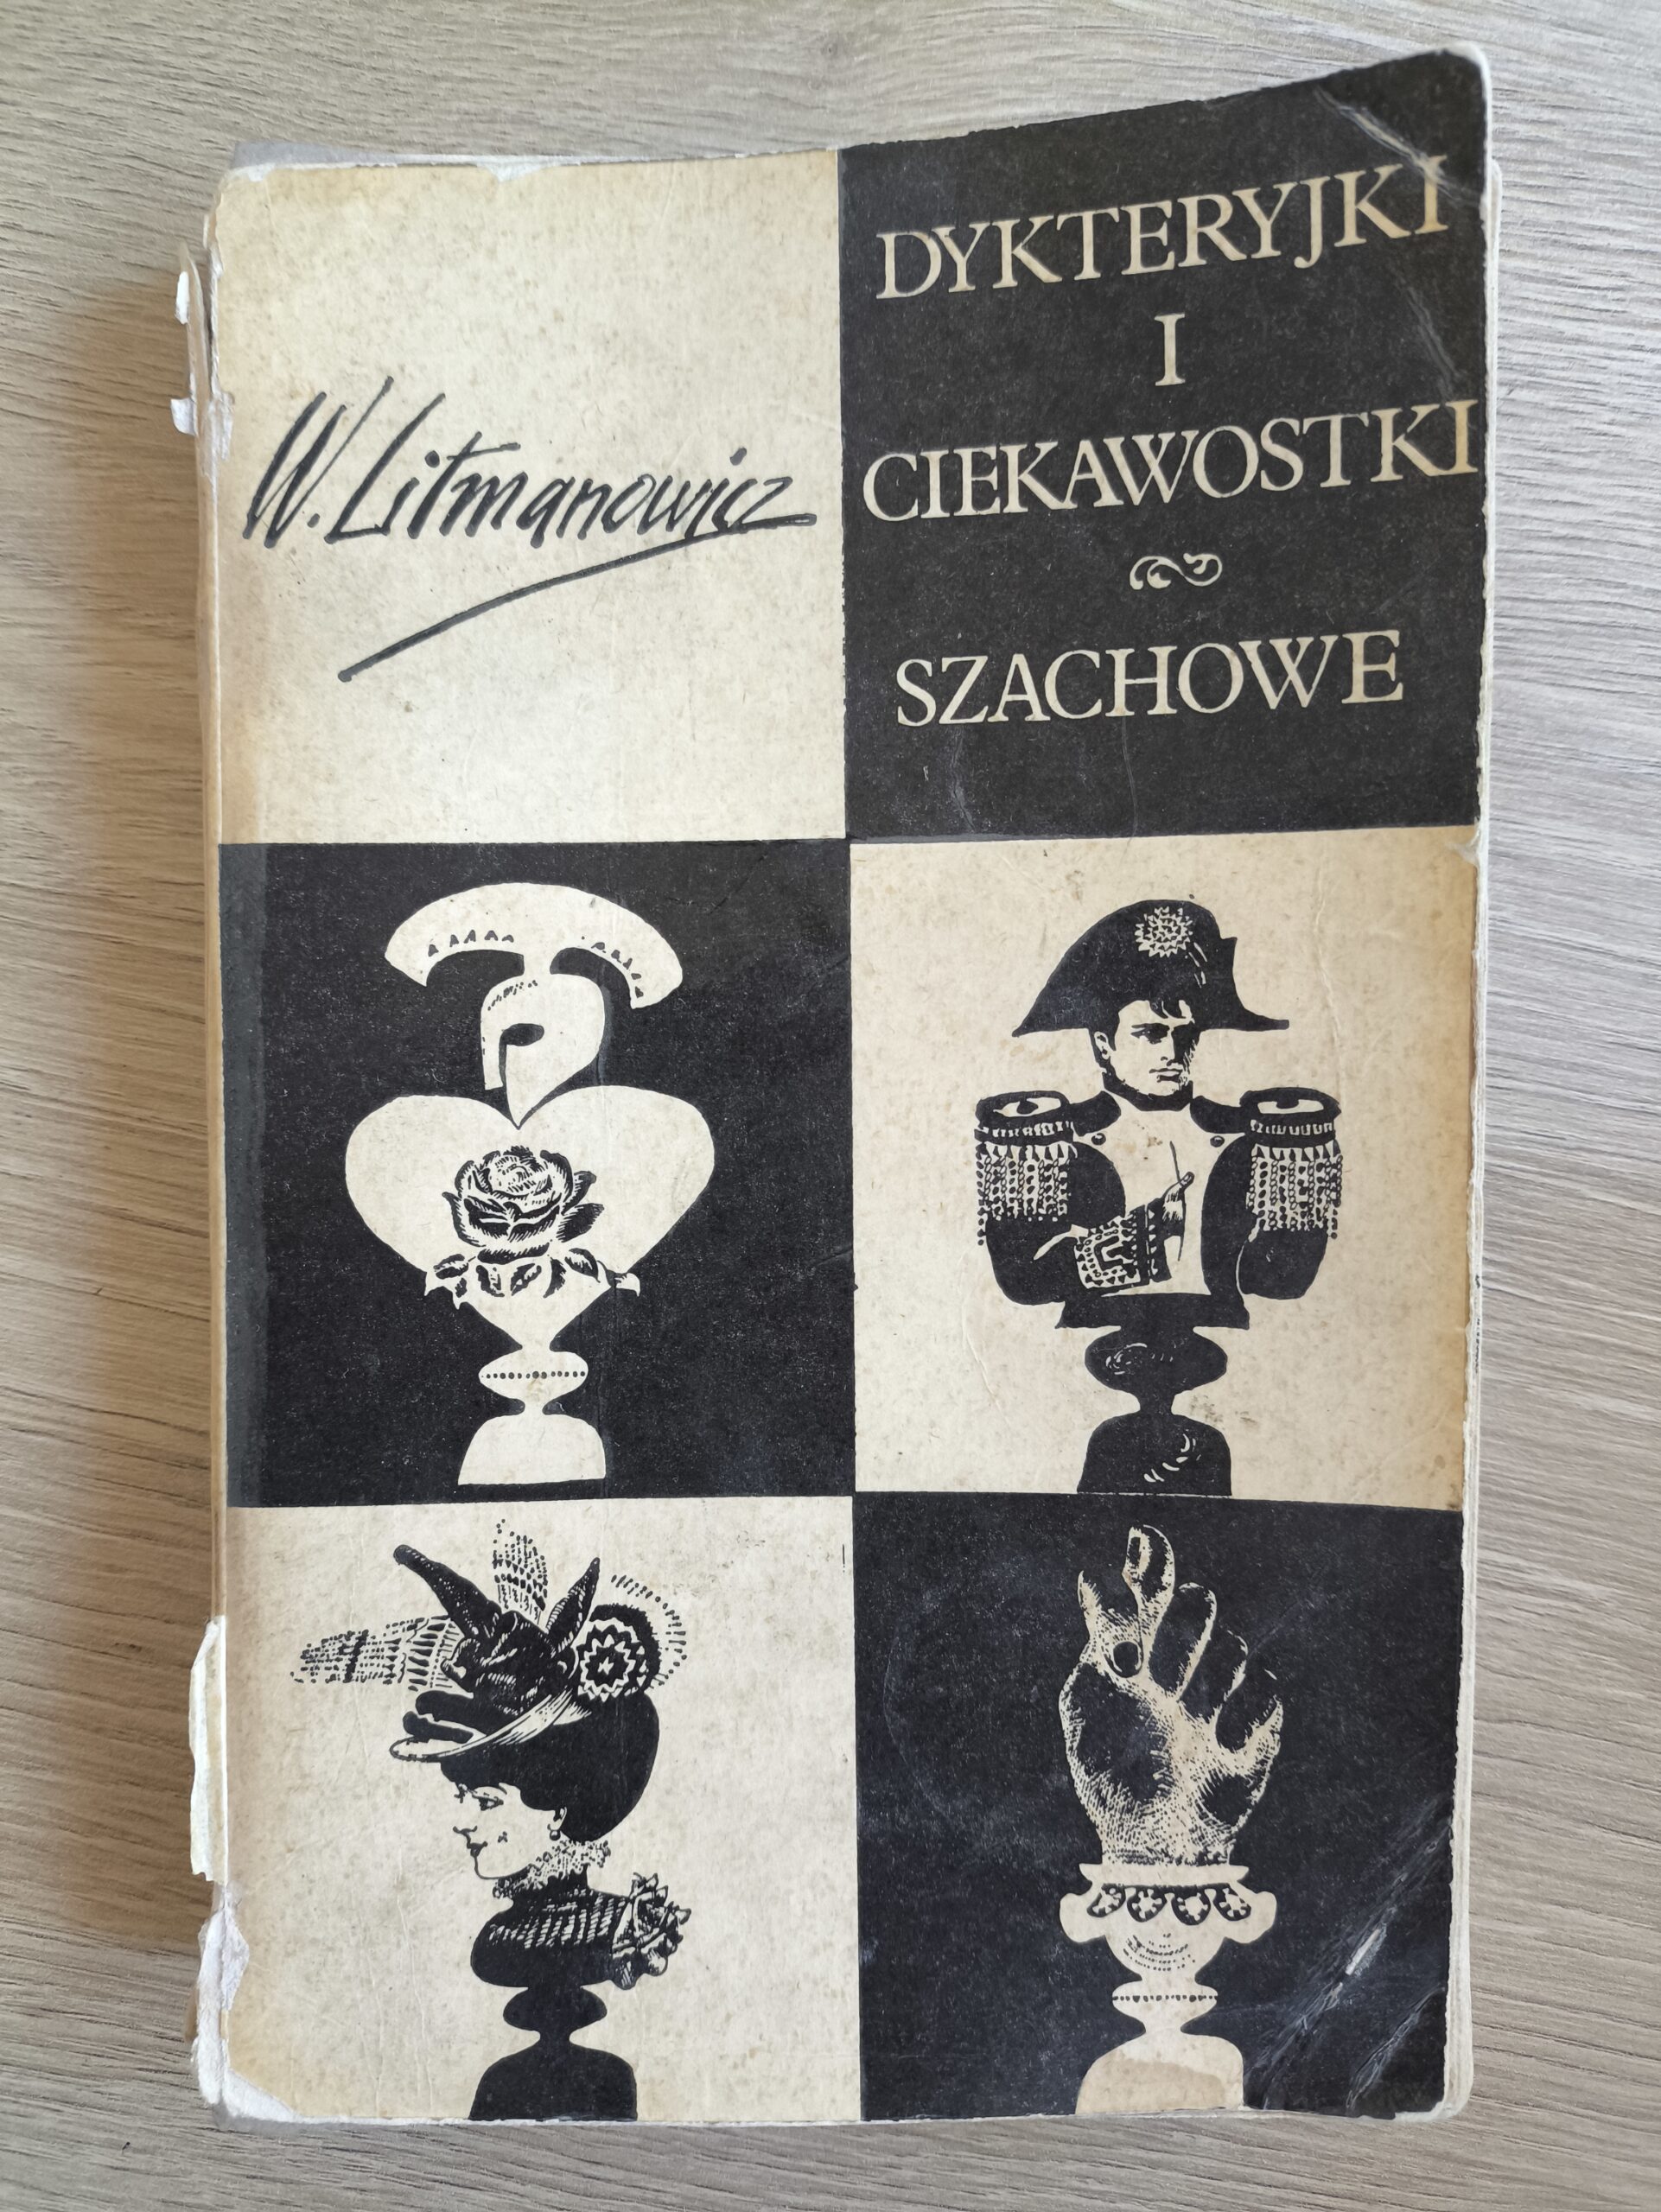 W. Litmanowicz
DYKTERYJKI
I
CIEKAWOSTKI
SZACHOWE